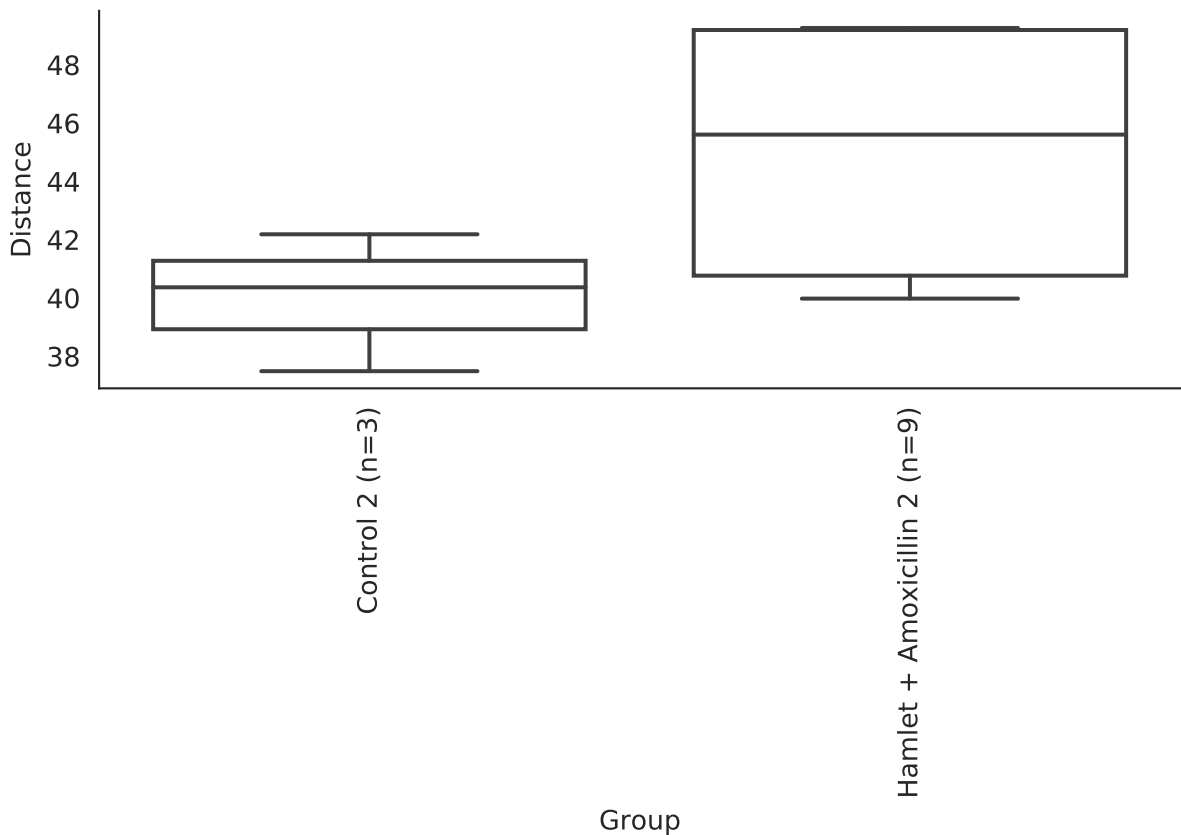 48
46
44
42
40
38
Distance
Control 2 (n=3)
Hamlet + Amoxicillin 2 (n=9)
Group